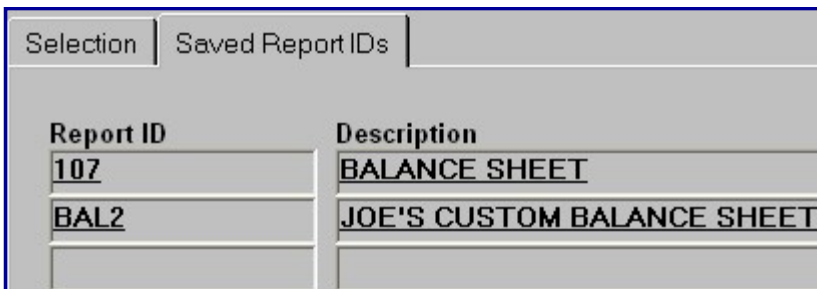 Selection Saved Report IDs
Report ID Description
107 BALANCE SHEET
BAL2 JOE'S CUSTOM BALANCE SHEET